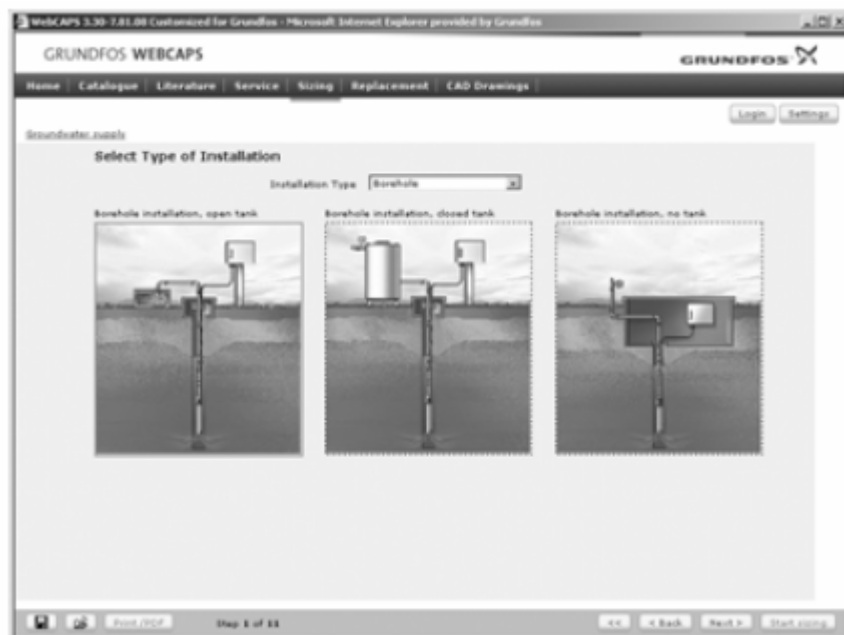 WebCAPS 3.30-7.81.08 Customized for Grundfos - Microsoft Internet Explorer provided by Grundfos
GRUNDFOS WEBCAPS
GRUNDFOS
Home Catalogue Literature Service Sizing Replacement CAD Drawings
Login Settings
Groundwater supply
Select Type of Installation
Installation Type Borehole
Borehole installation, open tank Borehole installation, closed tank Borehole installation, no tank
Print/PDF Step 1 of 11 << < Back Next > Start sizing